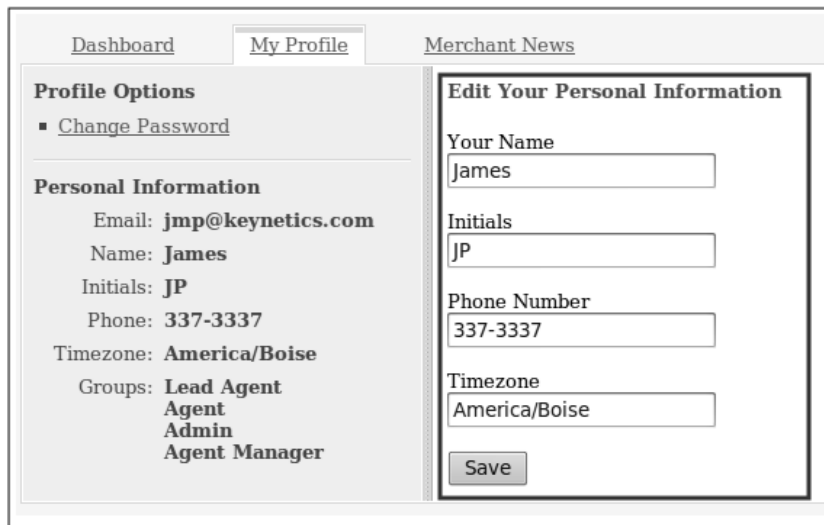 Dashboard My Profile Merchant News
Profile Options
Change Password
Personal Information
Email: jmp@keynetics.com
Name: James
Initials: JP
Phone: 337-3337
Timezone: America/Boise
Groups: Lead Agent
Agent
Admin
Agent Manager
Edit Your Personal Information
Your Name
James
Initials
JP
Phone Number
337-3337
Timezone
America/Boise
Save